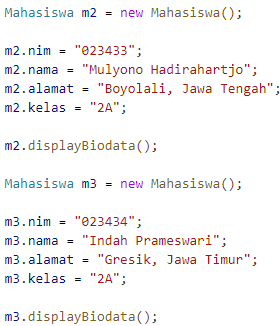 Mahasiswa m2 = new Mahasiswa();
m2.nim = "023433";
m2.nama = "Mulyono Hadirahartjo";
m2.alamat = "Boyolali, Jawa Tengah";
m2.kelas = "2A";
m2.displayBiodata();
Mahasiswa m3 = new Mahasiswa();
m3.nim = "023434";
m3.nama = "Indah Prameswari";
m3.alamat = "Gresik, Jawa Timur";
m3.kelas = "2A";
m3.displayBiodata();